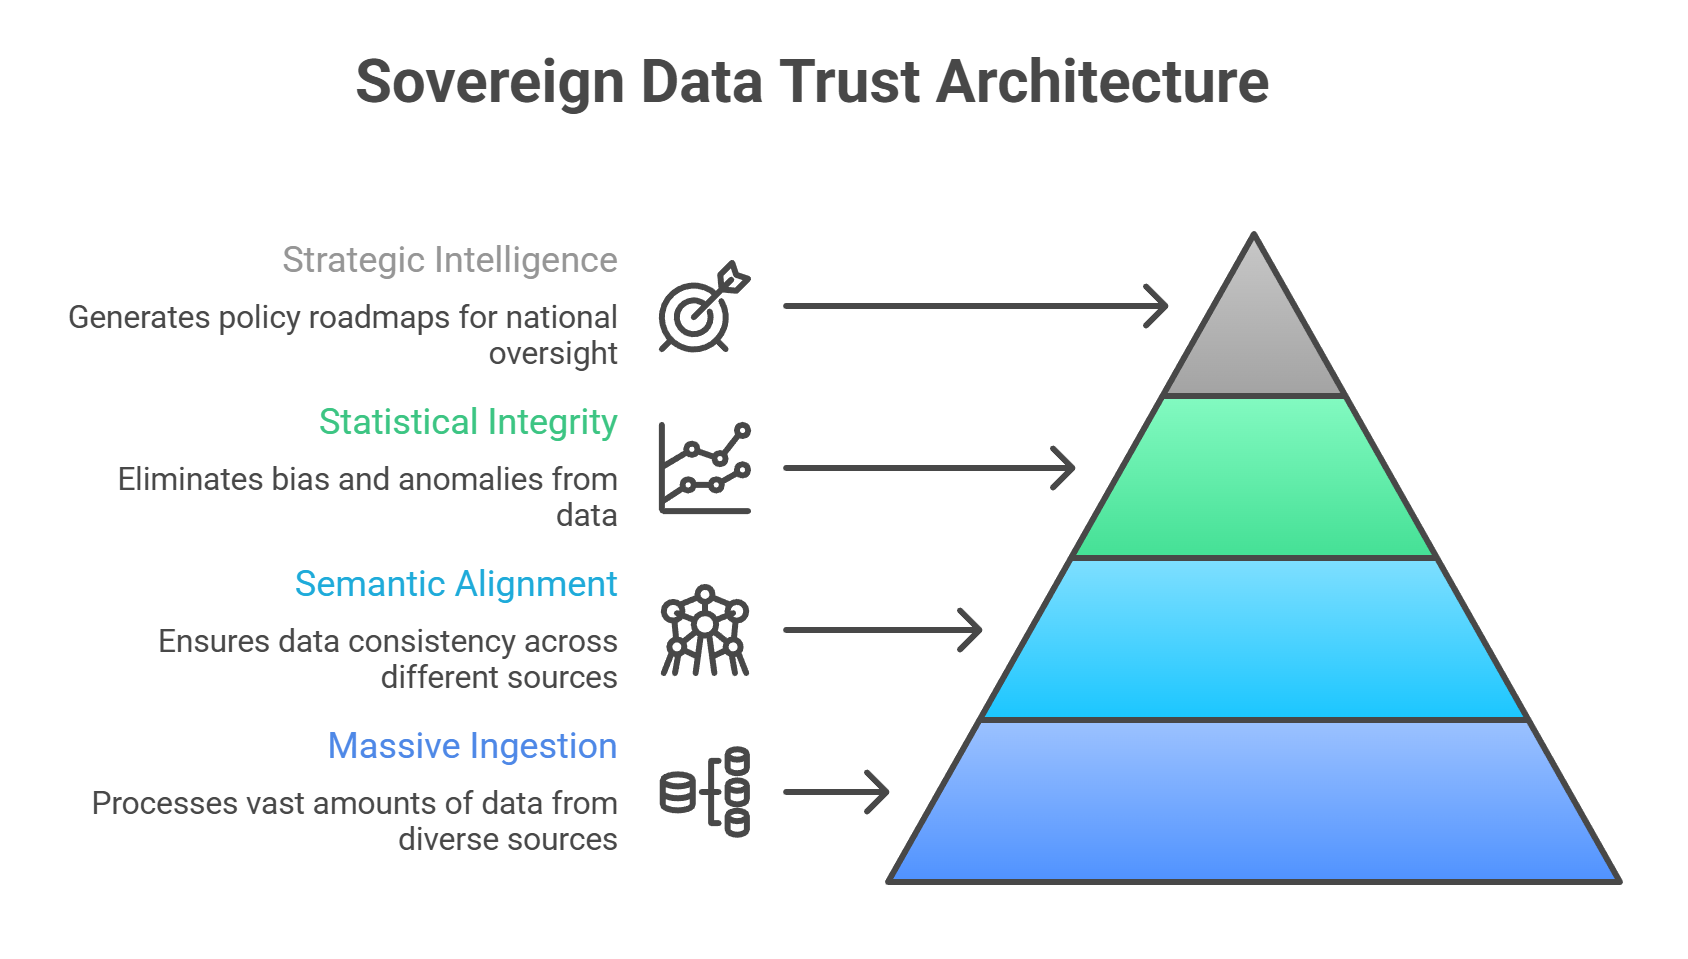 Sovereign Data Trust Architecture
Strategic Intelligence
Generates policy roadmaps for national
oversight
Statistical Integrity
Eliminates bias and anomalies from
data
Semantic Alignment
Ensures data consistency across
different sources
Massive Ingestion
Processes vast amounts of data from
diverse sources